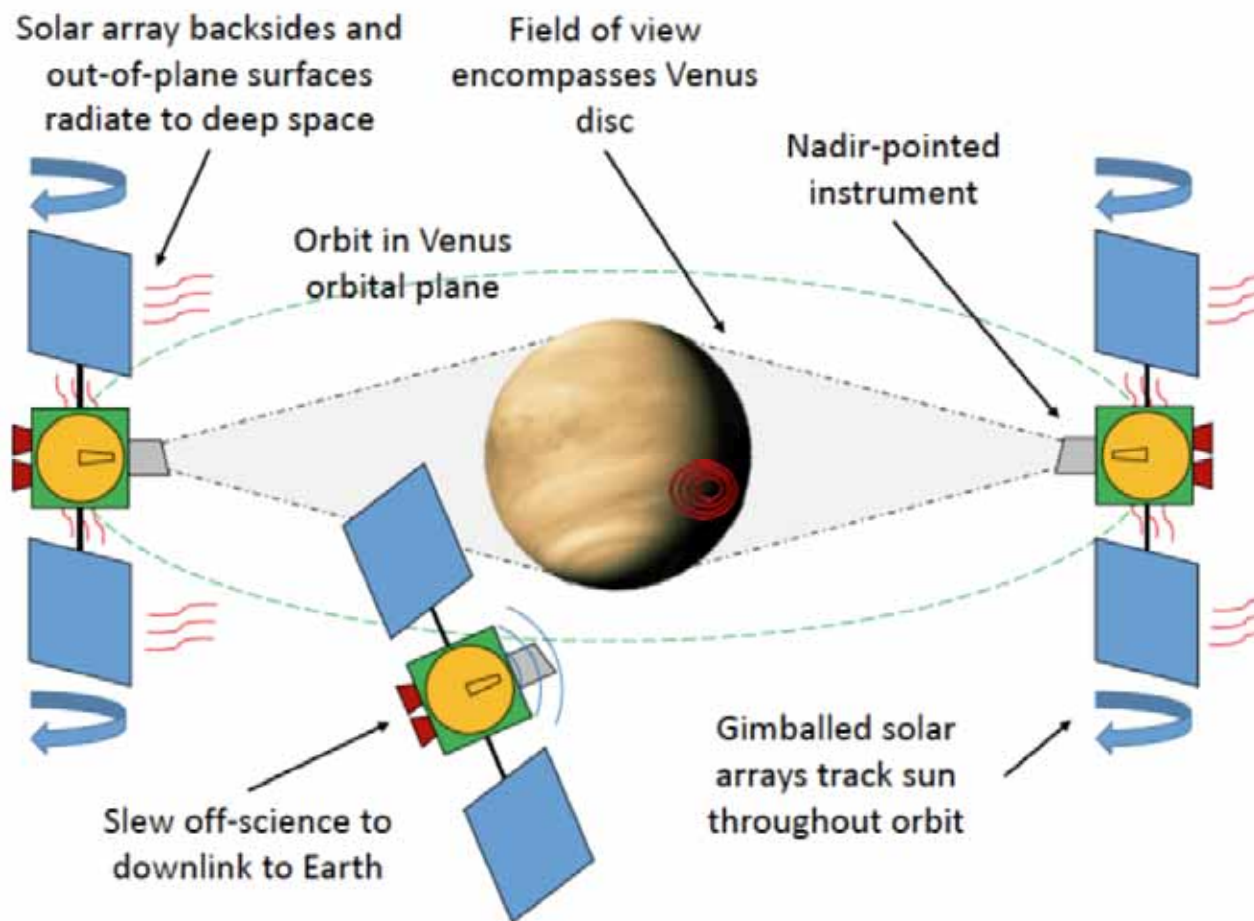 Solar array backsides and
out-of-plane surfaces
radiate to deep space
Field of view
encompasses Venus
disc
Nadir-pointed
instrument
Orbit in Venus
orbital plane
Slew off-science to
downlink to Earth
Gimballed solar
arrays track sun
throughout orbit